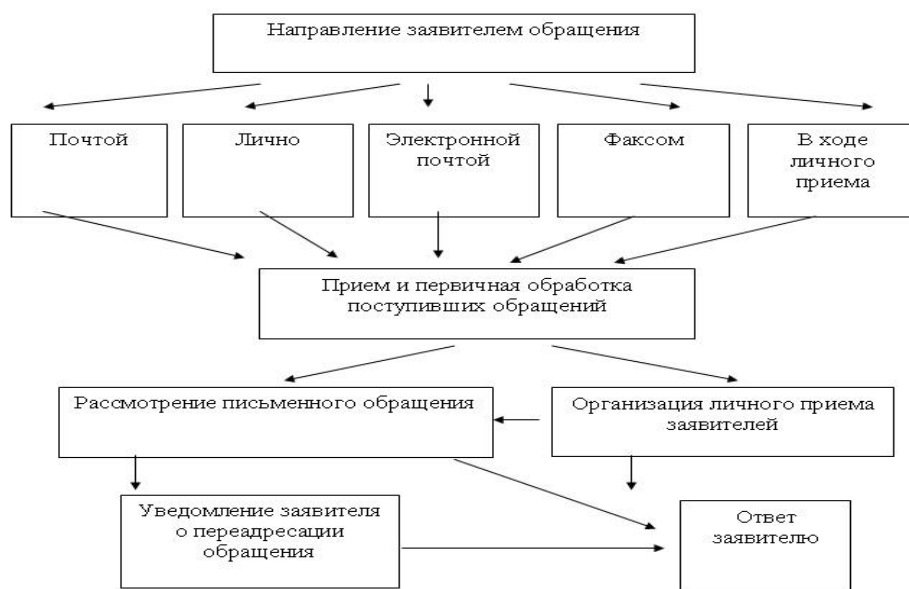 Направление заявителем обращения
Почтой
Лично
Электронной
почтой
Факсом
В ходе
личного
приема
Прием и первичная обработка
поступивших обращений
Рассмотрение письменного обращения
Организация личного приема
заявителей
Уведомление заявителя
о переадресации
обращения
Ответ
заявителю